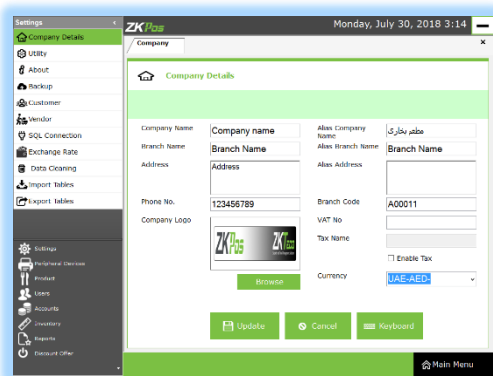 Settings
Company Details
Utility
About
Backup
Customer
Vendor
SQL Connection
Exchange Rate
Data Cleaning
Import Tables
Export Tables
Settings
Peripheral Devices
Product
Users
Accounts
Inventory
Reports
Discount Offer
ZKPos
Monday, July 30, 2018 3:14
Company
Company Details
Company Name Company name Alias Company Name مطعم بخارى
Branch Name Branch Name Alias Branch Name Branch Name
Address Address Alias Address
Phone No. 123456789 Branch Code A00011
Company Logo ZKPos ZKTeco VAT No
Tax Name
Enable Tax
Browse Currency UAE-AED-
Update Cancel Keyboard
Main Menu